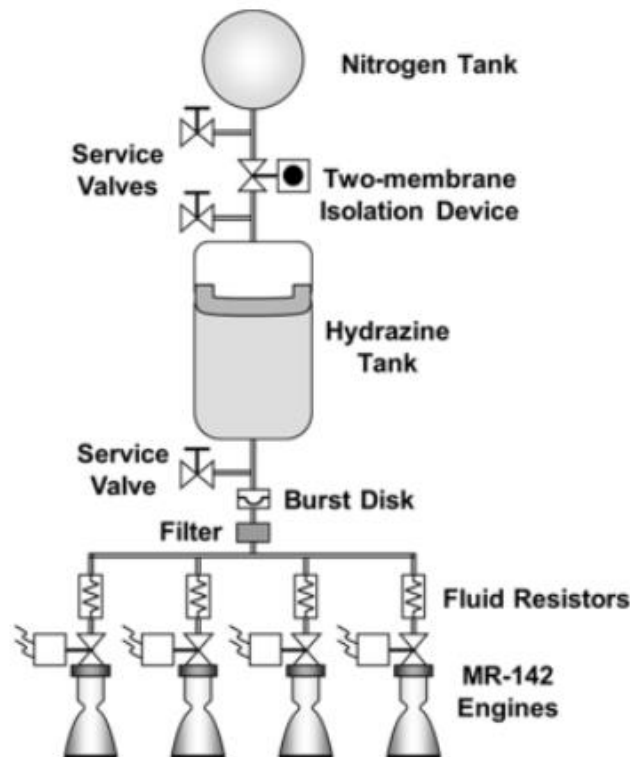 Nitrogen Tank
Service
Valves
Two-membrane
Isolation Device
Hydrazine
Tank
Service
Valve
Burst Disk
Filter
Fluid Resistors
MR-142
Engines